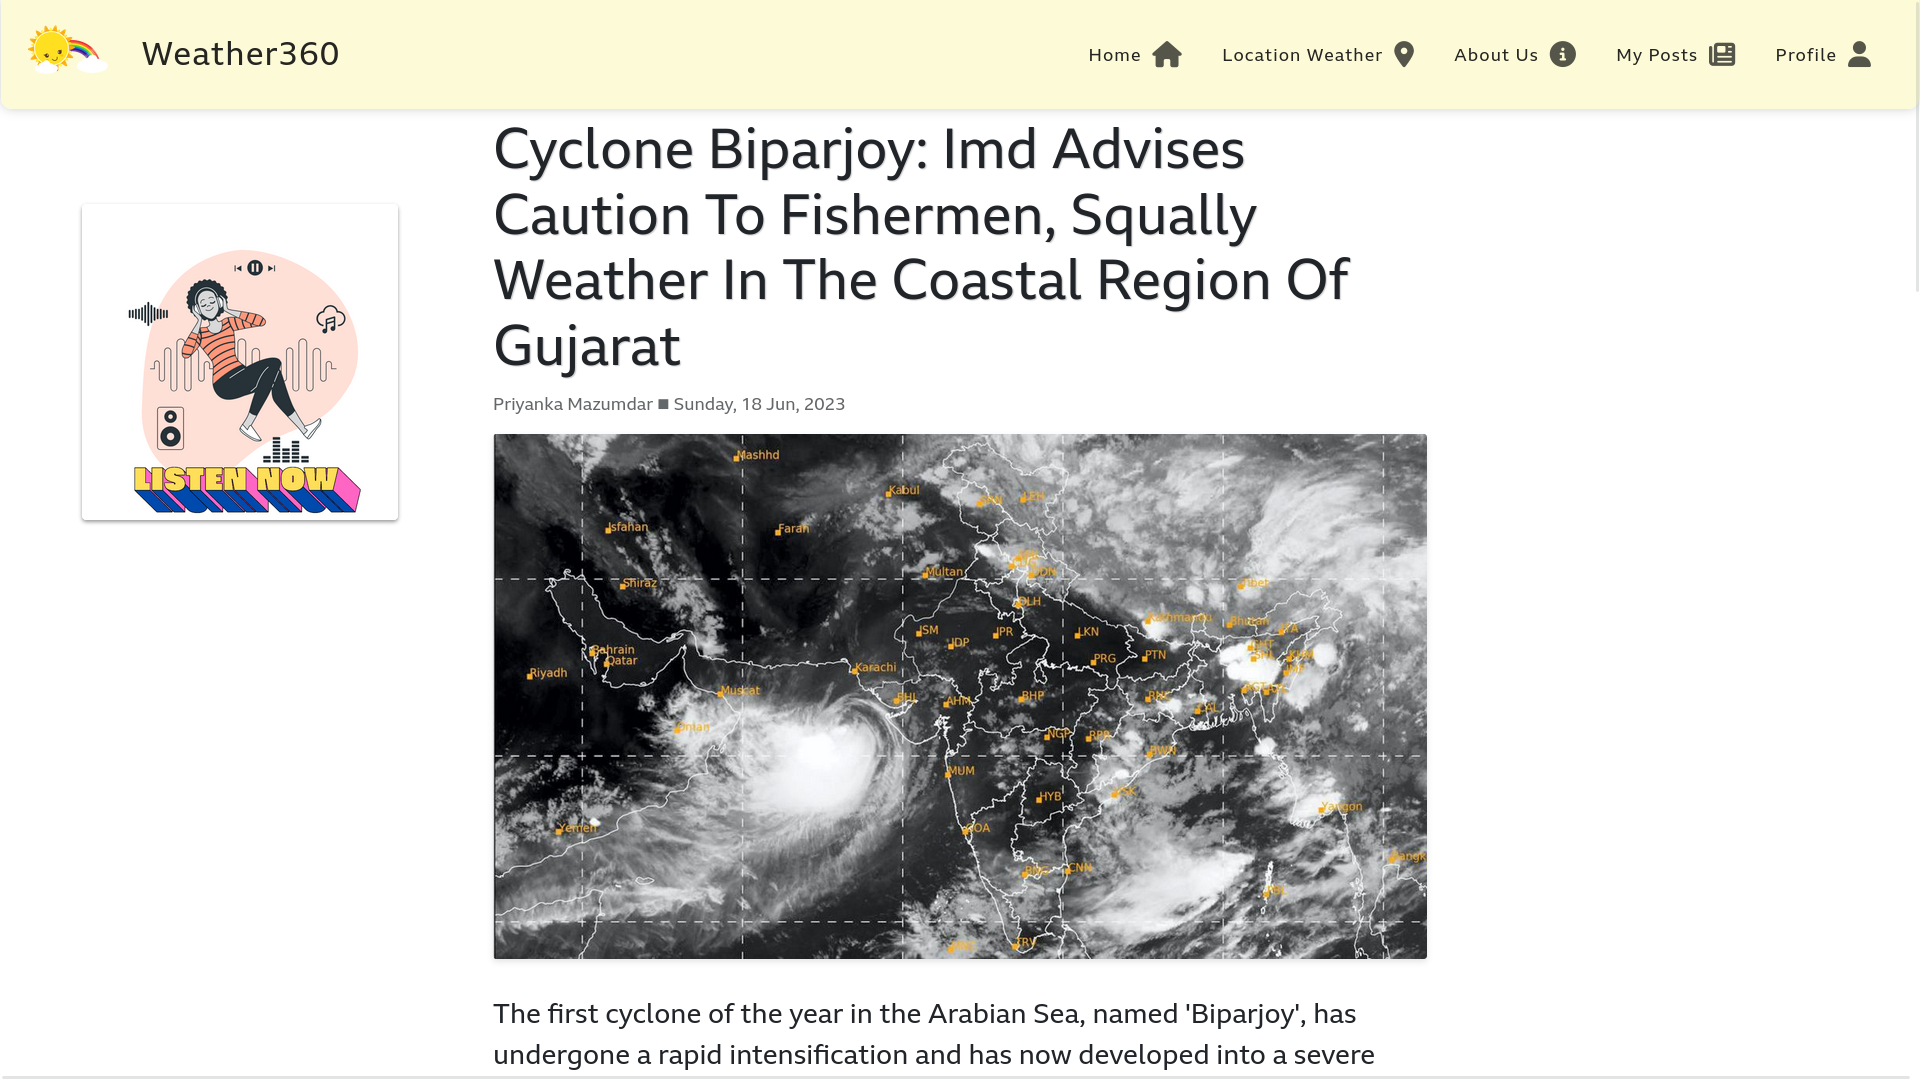 Weather360
Home
Location Weather
About Us
My Posts
Profile
Cyclone Biparjoy: Imd Advises
Caution To Fishermen, Squally
Weather In The Coastal Region Of
Gujarat
Priyanka Mazumdar ■ Sunday, 18 Jun, 2023
LISTEN NOW
Mashhd
Kabul
LEH
Isfahan
Farah
Multan
Shiraz
Tibet
DLH
Kathmandu
Bhutan
JSM
JDP
JPR
LKN
Bahrain
Qatar
PRG
PTN
Riyadh
Karachi
Muscat
BHJ
AHM
BHP
Oman
NGP
RPR
BWN
MUM
HYB
VSK
Yangon
Yemen
GOA
CNN
TRV
The first cyclone of the year in the Arabian Sea, named 'Biparjoy', has
undergone a rapid intensification and has now developed into a severe